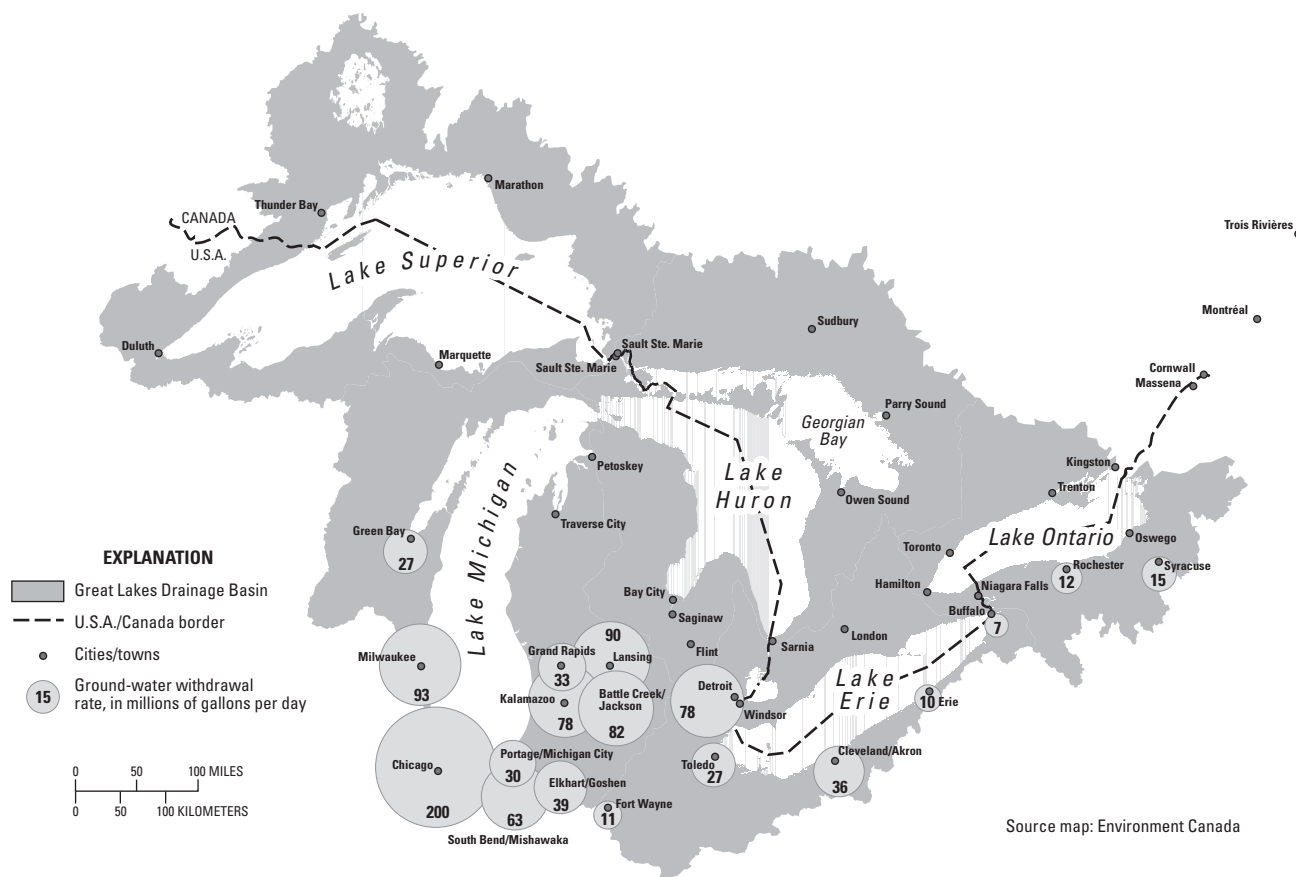 Marathon
Thunder Bay
CANADA
U.S.A.
Trois Rivières
Lake Superior
Montréal
Sudbury
Duluth
Sault Ste. Marie
Marquette
Sault Ste. Marie
Cornwall
Massena
Parry Sound
Georgian
Bay
Petoskey
Kingston
Lake
Huron
Trenton
Owen Sound
Lake Michigan
Traverse City
Green Bay
27
Lake Ontario
Oswego
Toronto
Rochester
12
Syracuse
15
Hamilton
Niagara Falls
Buffalo
7
Bay City
Saginaw
London
Flint
Sarnia
90
Lansing
Grand Rapids
33
Milwaukee
93
Kalamazoo
78
Battle Creek/
Jackson
82
Detroit
78
Windsor
Lake
Erie
10
Erie
Chicago
200
Portage/Michigan City
30
Elkhart/Goshen
39
63
South Bend/Mishawaka
Fort Wayne
11
Toledo
27
Cleveland/Akron
36
EXPLANATION
Great Lakes Drainage Basin
U.S.A./Canada border
Cities/towns
15
Ground-water withdrawal
rate, in millions of gallons per day
0 50 100 MILES
0 50 100 KILOMETERS
Source map: Environment Canada